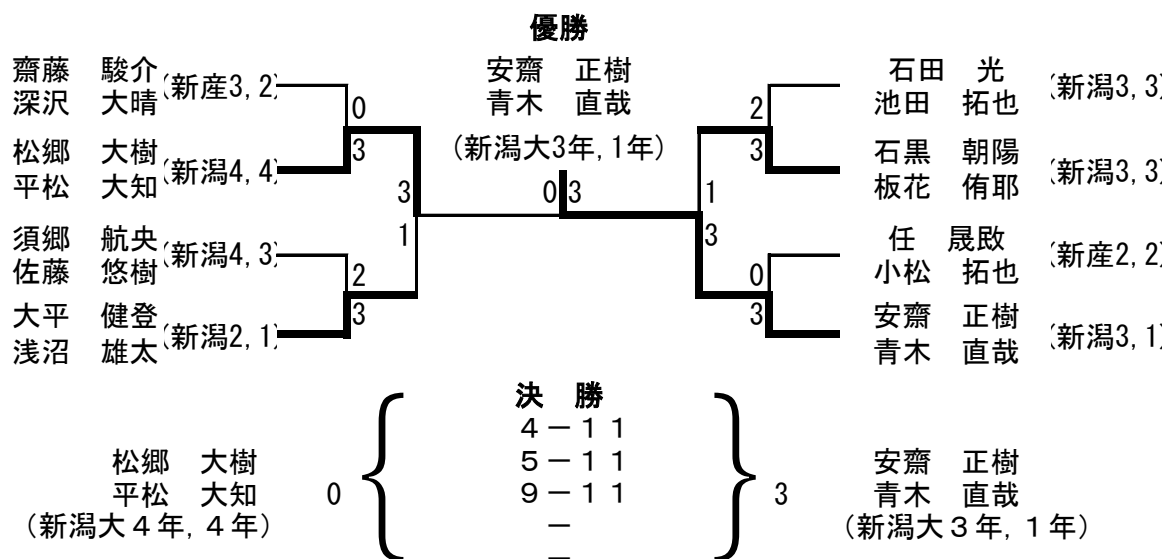 優勝
安齋　正樹
青木　直哉
(新潟大3年, 1年)
齋藤　駿介
深沢　大晴
(新産3, 2)
0
松郷　大樹
平松　大知
(新潟4, 4)
3
3
須郷　航央
佐藤　悠樹
(新潟4, 3)
2
1
大平　健登
浅沼　雄太
(新潟2, 1)
3
0 3
石田　光
池田　拓也
(新潟3, 3)
2
石黒　朝陽
板花　侑耶
(新潟3, 3)
3
1
任　晟敃
小松　拓也
(新産2, 2)
0
3
安齋　正樹
青木　直哉
(新潟3, 1)
3
決　勝
４－１１
５－１１
９－１１
－
－
松郷　大樹
平松　大知
(新潟大４年, ４年)
0
3
安齋　正樹
青木　直哉
(新潟大３年, １年)